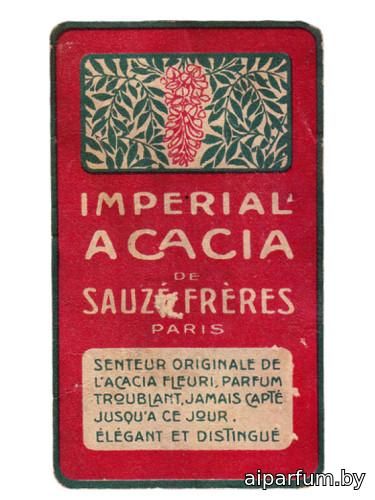 IMPERIAL'
ACACIA
DE
SAUZÉ FRÈRES
PARIS
SENTEUR ORIGINALE DE
L'ACACIA FLEURI, PARFUM
TROUBLANT, JAMAIS CAPTÉ
JUSQU'A CE JOUR.
ÉLÉGANT ET DISTINGUÉ
aiparfum.by